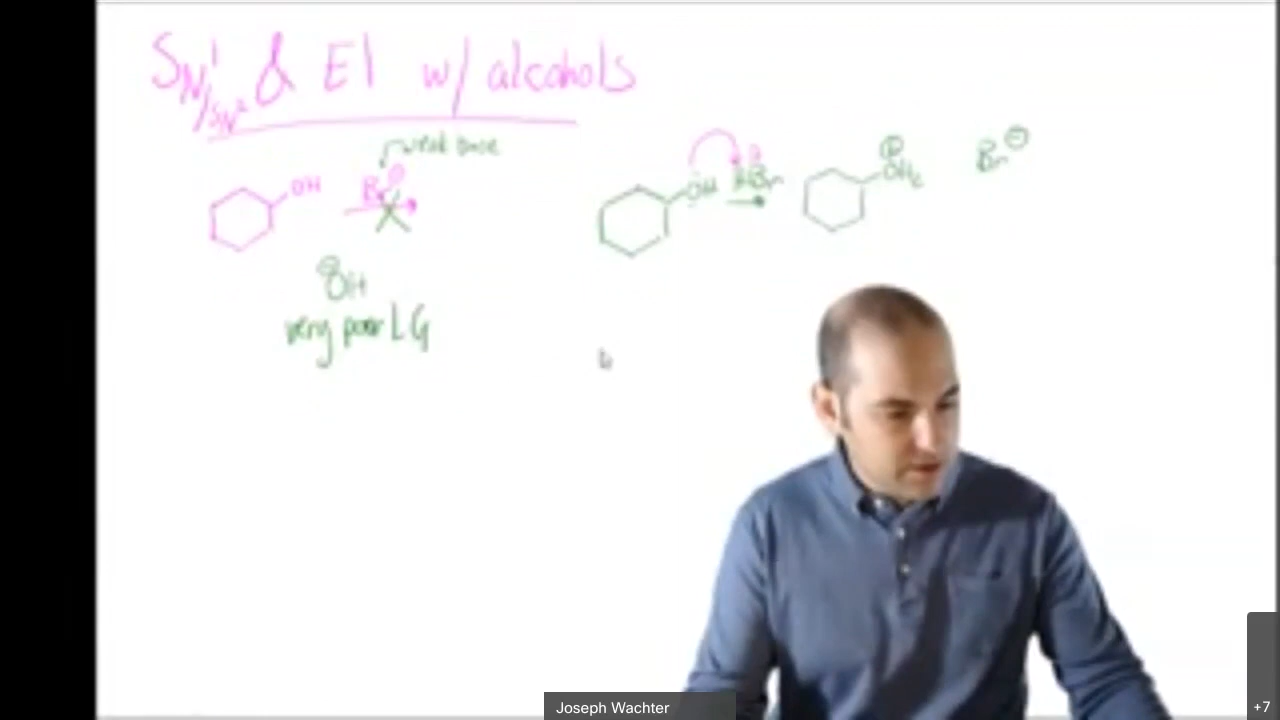 SN1/SN2 & E1 w/ alcohols
weak base
OH Br⊖
OH HBr ⊕OH2 Br⊖
⊖OH
very poor LG
Joseph Wachter
+7